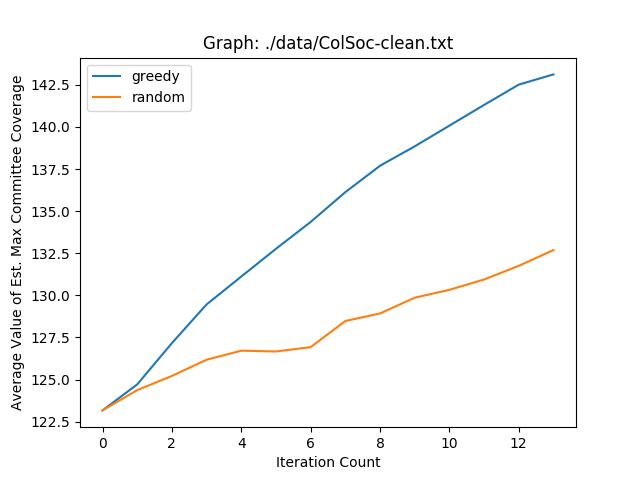 Graph: ./data/ColSoc-clean.txt
greedy
random
Average Value of Est. Max Committee Coverage
142.5
140.0
137.5
135.0
132.5
130.0
127.5
125.0
122.5
0 2 4 6 8 10 12
Iteration Count